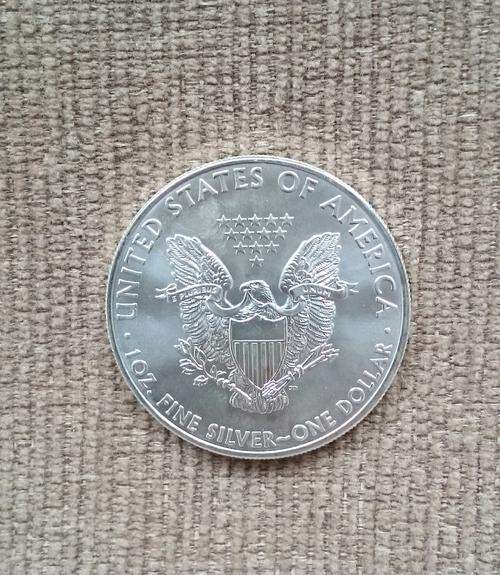 UNITED STATES OF AMERICA
E PLURIBUS UNUM
1 OZ. FINE SILVER~ONE DOLLAR